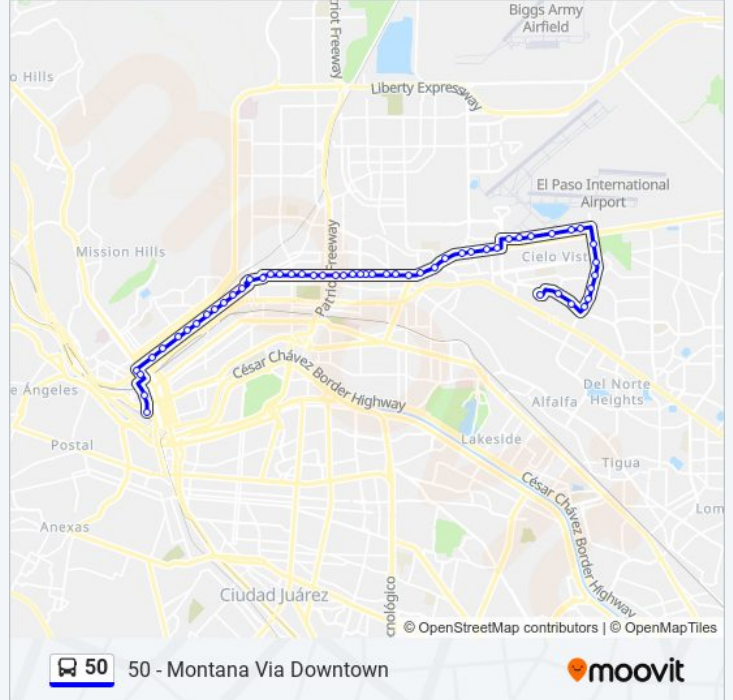 Biggs Army
Airfield
riot Freeway
o Hills
Liberty Expressway
El Paso International
Airport
Patriot Freeway
Mission Hills
Cielo Vist
César Chávez Border Highway
e Ángeles
Del Norte
Heights
Alfalfa
Postal
Lakeside
Tigua
César Chávez Border Highway
Lom
Anexas
Ciudad Juárez
cnológico
© OpenStreetMap contributors | © OpenMapTiles
50 50 - Montana Via Downtown
moovit